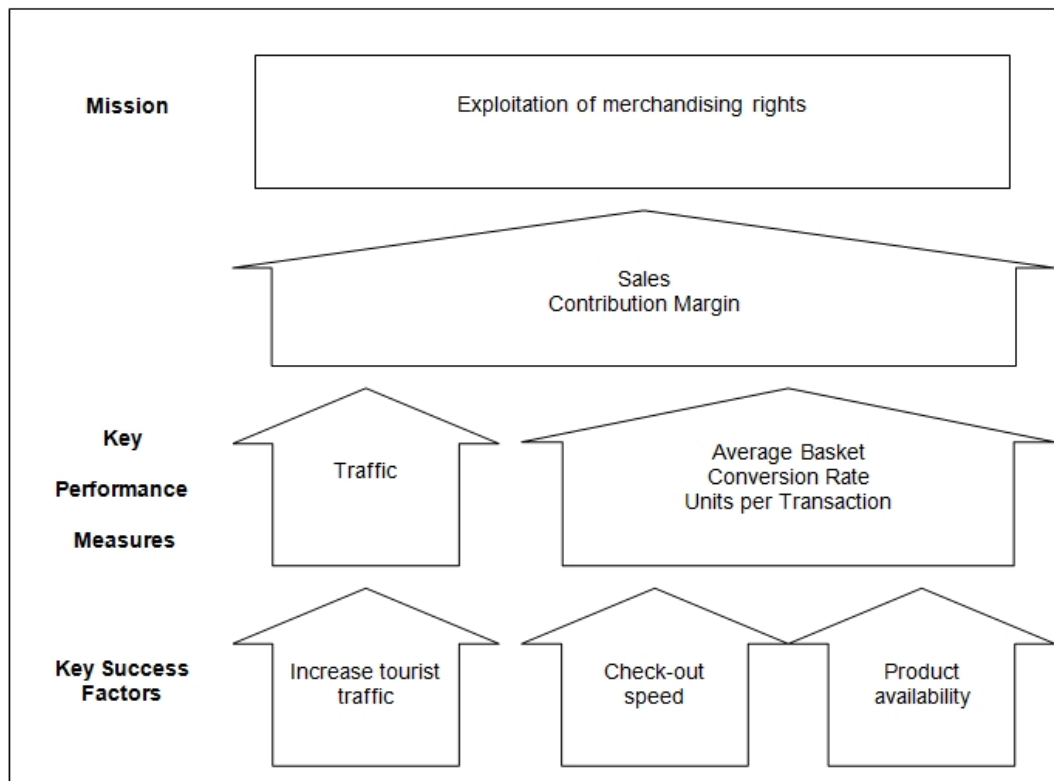 Mission
Exploitation of merchandising rights
Sales
Contribution Margin
Key
Performance
Measures
Traffic
Average Basket
Conversion Rate
Units per Transaction
Key Success
Factors
Increase tourist
traffic
Check-out
speed
Product
availability